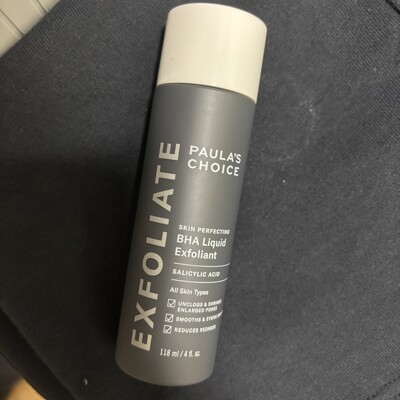 EXFOLIATE
PAULA'S
CHOICE
SKIN PERFECTING
BHA Liquid
Exfoliant
SALICYLIC ACID
All Skin Types
UNCLOGS &
ENLARGED PORES
SMOOTHS & EVENS
REDUCES REDNESS
118 ml / 4 fl. oz.